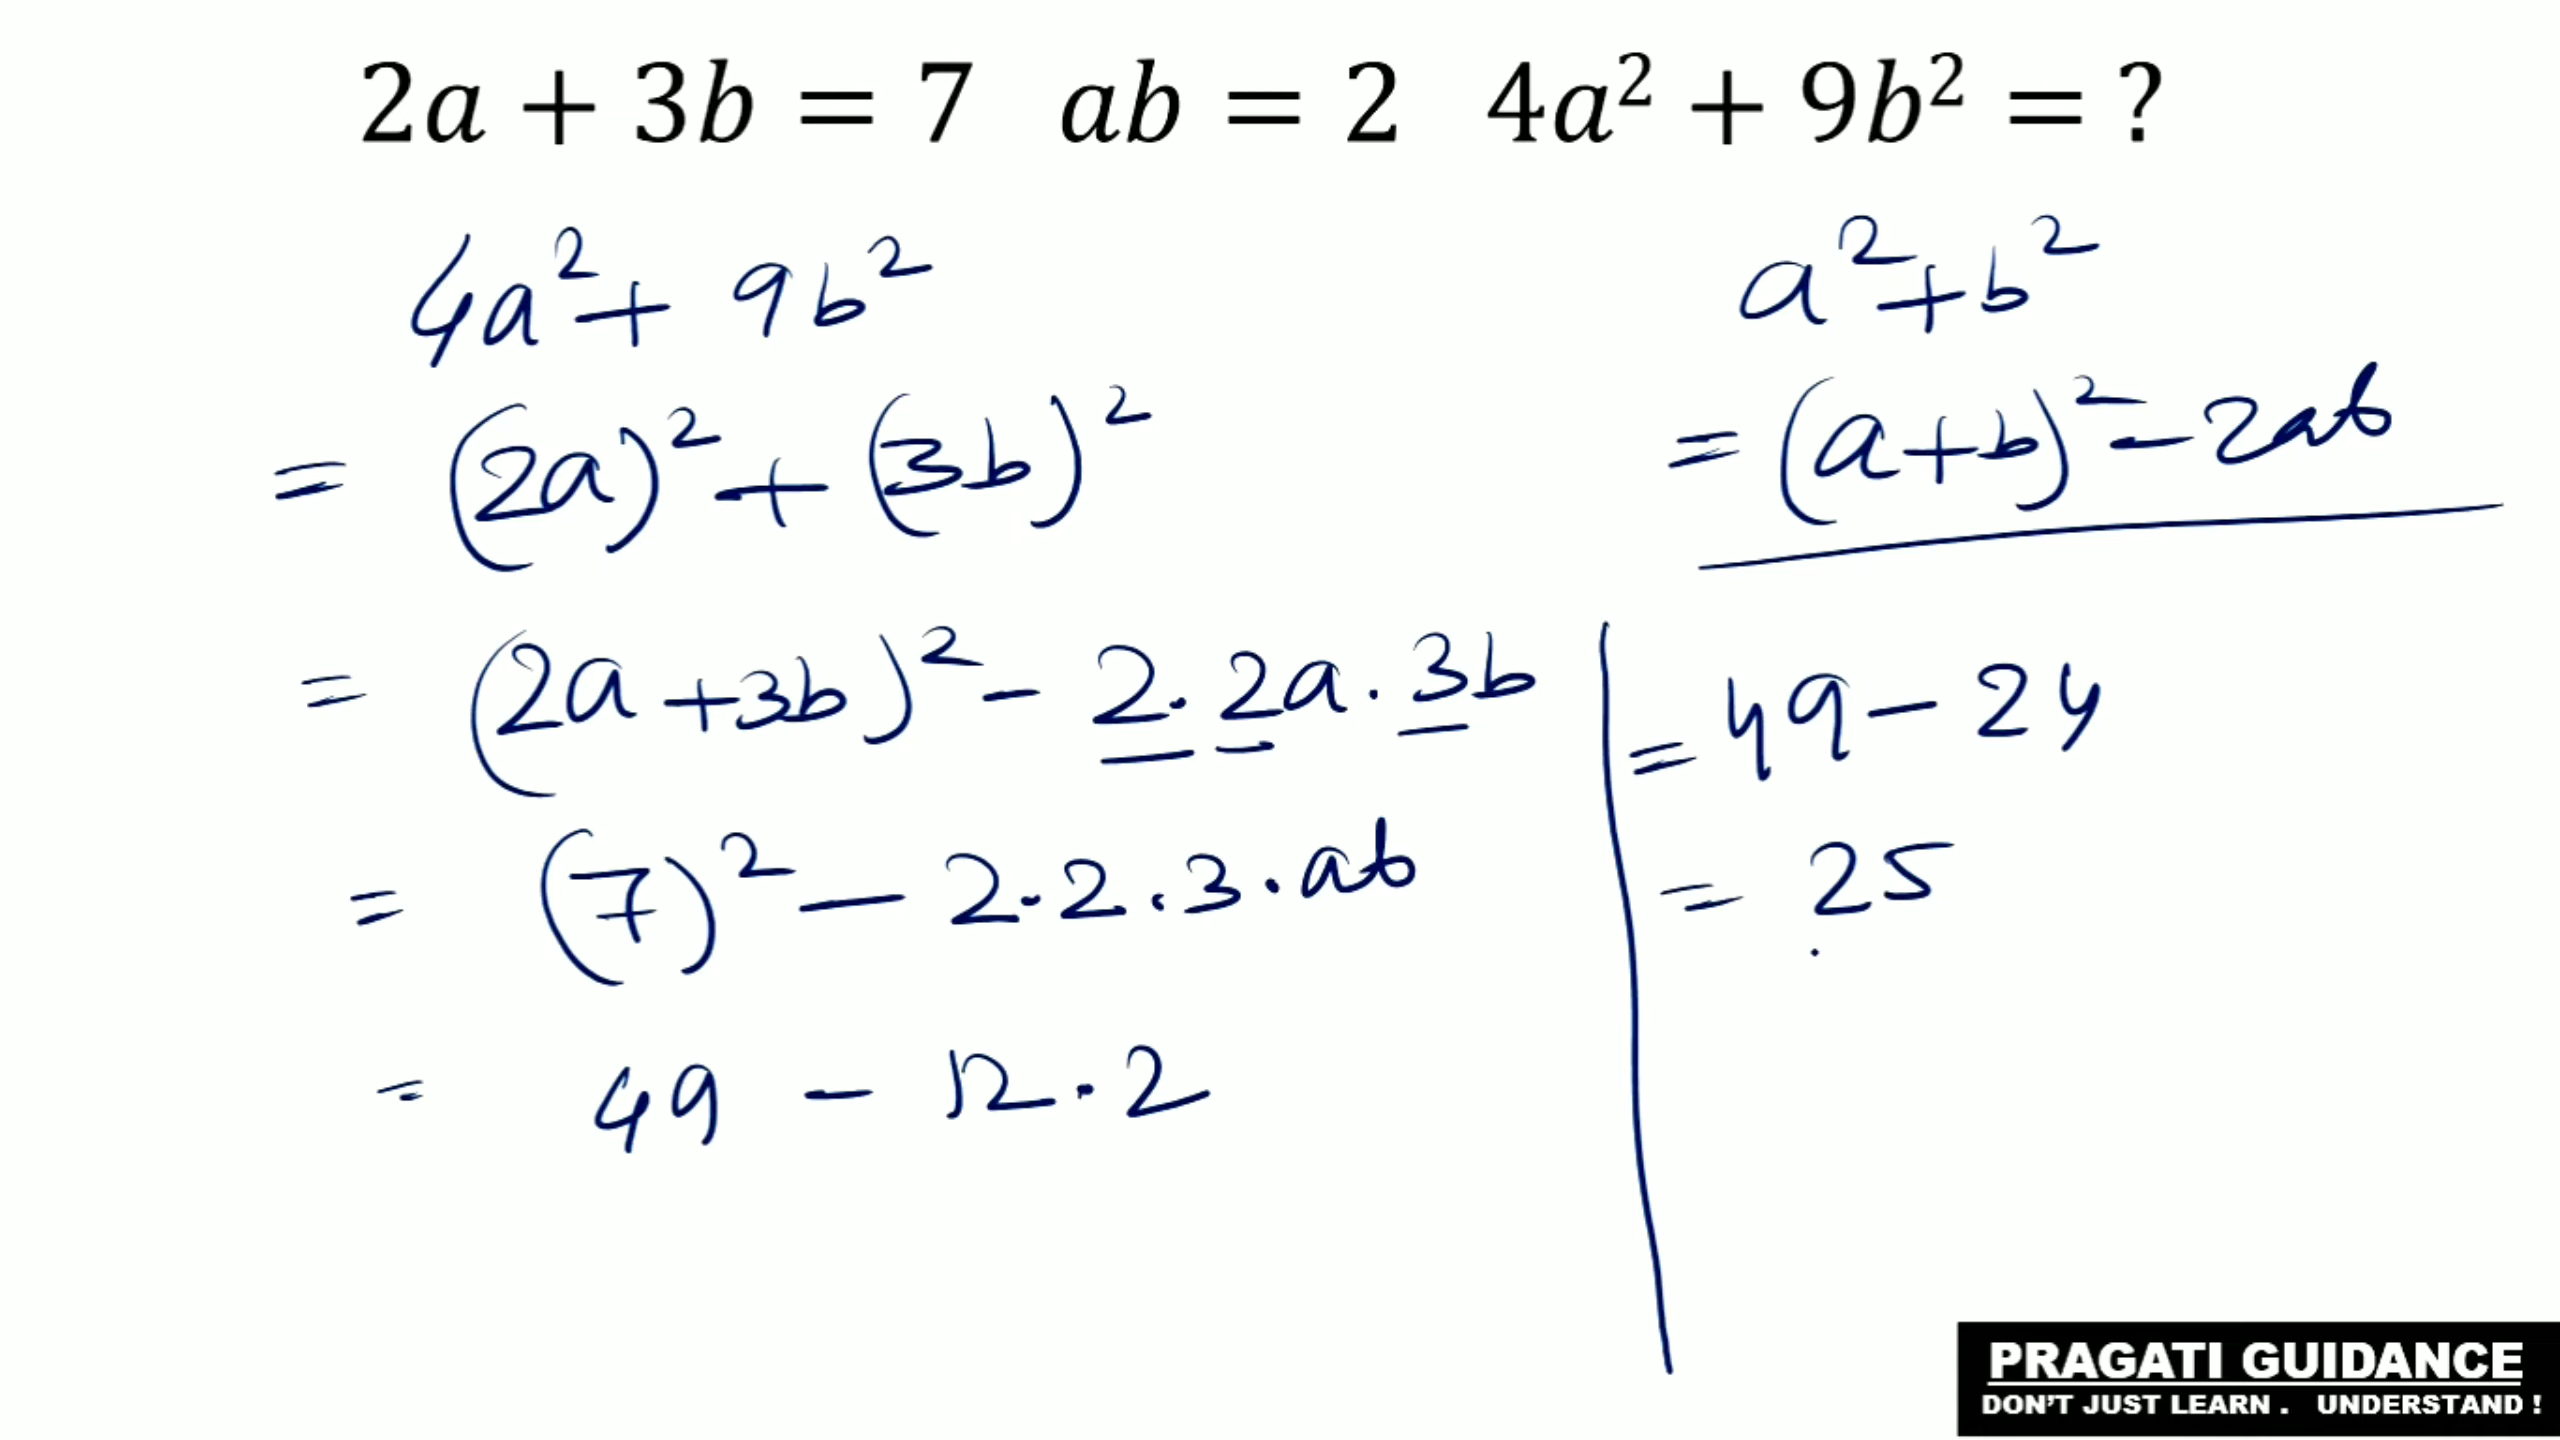 2a + 3b = 7   ab = 2   4a² + 9b² = ?
4a² + 9b²
= (2a)² + (3b)²
= (2a + 3b)² − 2 · 2a · 3b
= (7)² − 2 · 2 · 3 · ab
= 49 − 12 · 2
a² + b²
= (a + b)² − 2ab
= 49 − 24
= 25
PRAGATI GUIDANCE
DON'T JUST LEARN . UNDERSTAND !